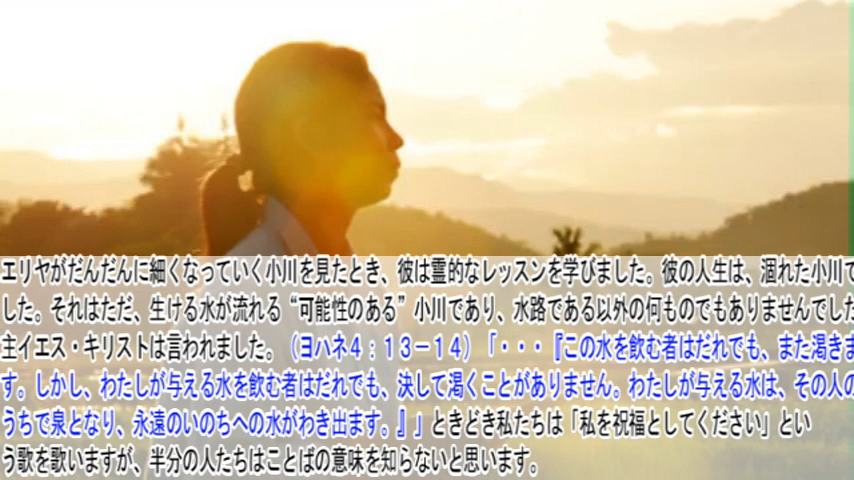 エリヤがだんだんに細くなっていく小川を見たとき、彼は霊的なレッスンを学びました。彼の人生は、涸れた小川で
した。それはただ、生ける水が流れる“可能性のある”小川であり、水路である以外の何ものでもありませんでした
主イエス・キリストは言われました。（ヨハネ４：１３－１４）「・・・『この水を飲む者はだれでも、また渇きま
す。しかし、わたしが与える水を飲む者はだれでも、決して渇くことがありません。わたしが与える水は、その人の
うちで泉となり、永遠のいのちへの水がわき出ます。』」ときどき私たちは「私を祝福としてください」とい
う歌を歌いますが、半分の人たちはことばの意味を知らないと思います。